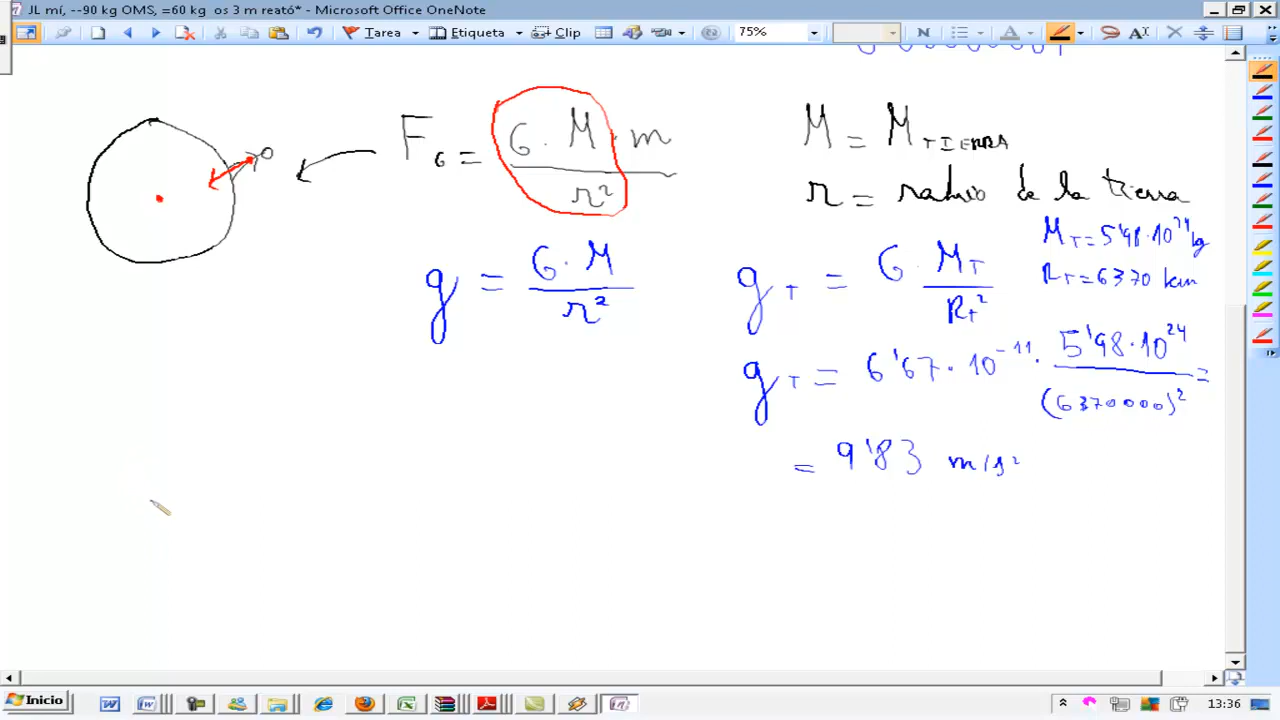 JL mí, --90 kg OMS, =60 kg os 3 m reató* - Microsoft Office OneNote
Tarea Etiqueta Clip 75% N A
F_G = G · M · m / r²
M = M_TIERRA
r = radio de la tierra
M_T = 5'98 · 10²⁴ kg
R_T = 6370 km
g = G · M / r²
g_T = G · M_T / R_T²
g_T = 6'67 · 10⁻¹¹ · 5'98 · 10²⁴ / (6370000)² =
= 9'83 m/s²
Inicio 13:36